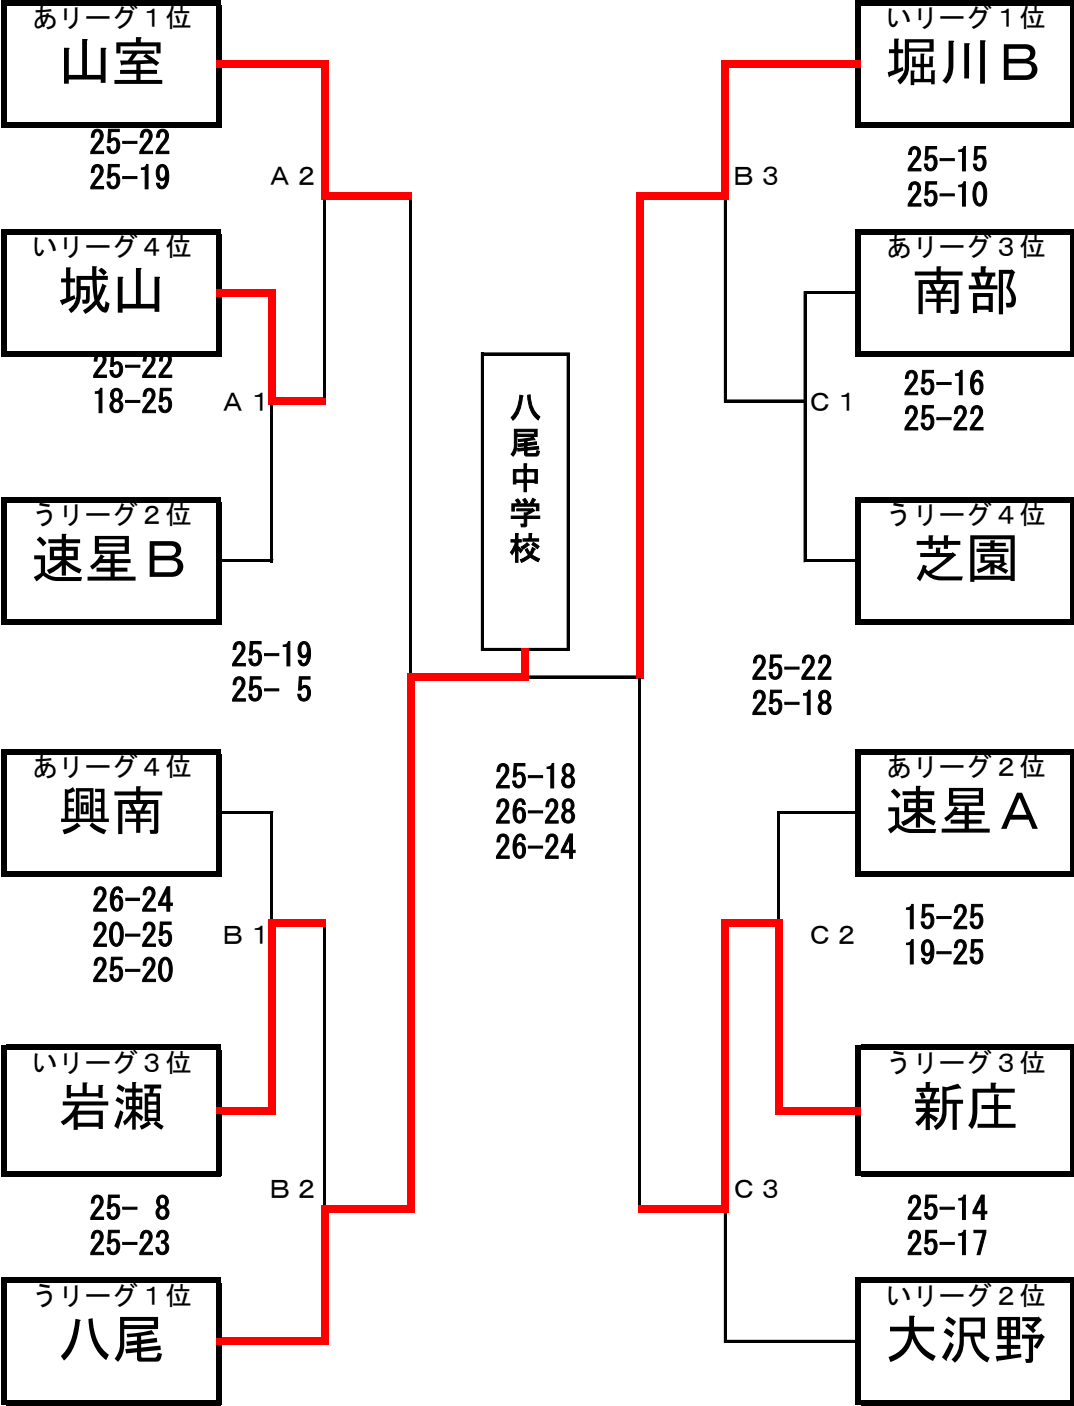 あリーグ１位
山室
25-22
25-19
Ａ２
いリーグ４位
城山
25-22
18-25
Ａ１
うリーグ２位
速星Ｂ
25-19
25- 5
あリーグ４位
興南
26-24
20-25
25-20
Ｂ１
いリーグ３位
岩瀬
25- 8
25-23
Ｂ２
うリーグ１位
八尾
八尾中学校
25-18
26-28
26-24
いリーグ１位
堀川Ｂ
Ｂ３
25-15
25-10
あリーグ３位
南部
25-16
25-22
Ｃ１
うリーグ４位
芝園
25-22
25-18
あリーグ２位
速星Ａ
Ｃ２
15-25
19-25
うリーグ３位
新庄
Ｃ３
25-14
25-17
いリーグ２位
大沢野